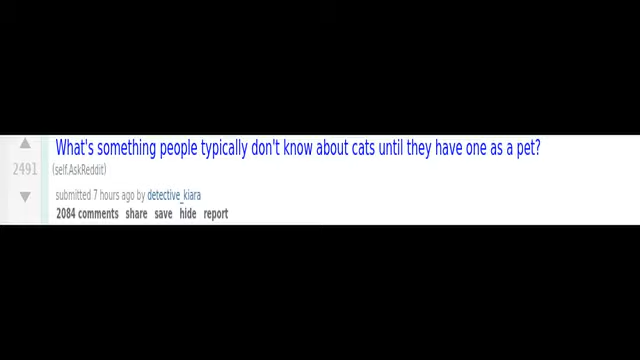 What's something people typically don't know about cats until they have one as a pet?
2491 (self.AskReddit)
submitted 7 hours ago by detective_kiara
2084 comments share save hide report